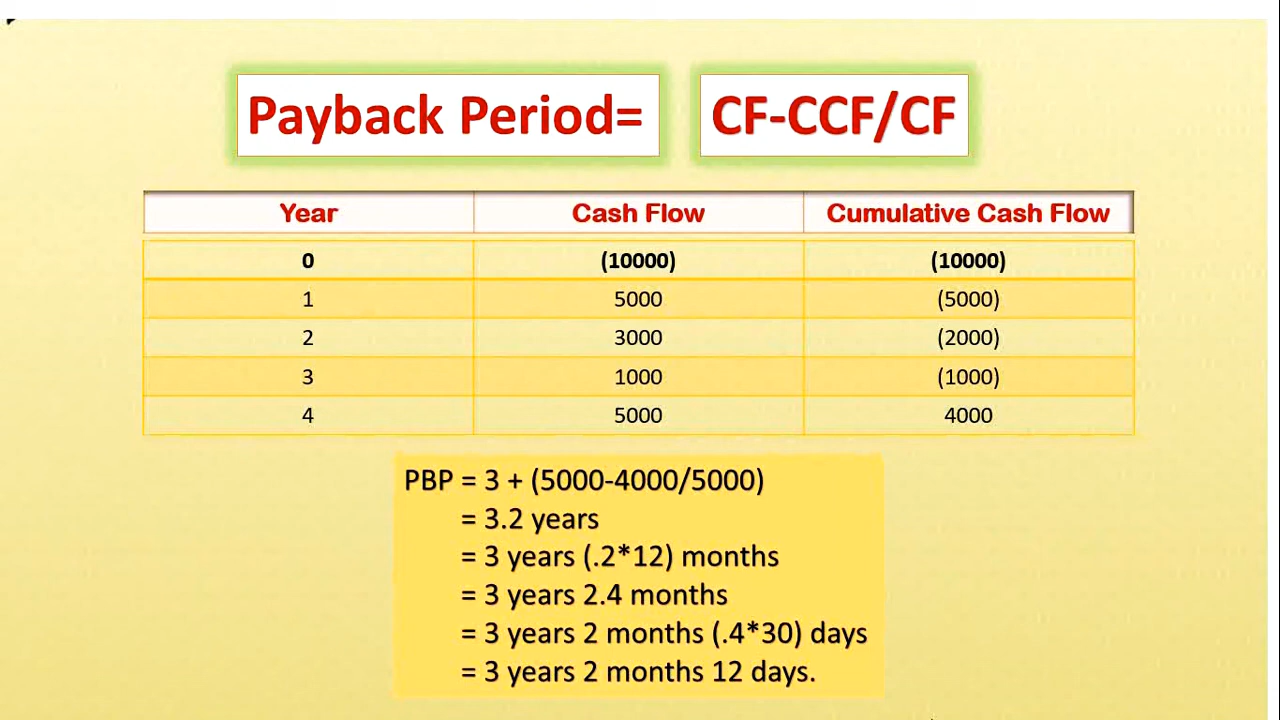 Payback Period= CF-CCF/CF
Year Cash Flow Cumulative Cash Flow
0 (10000) (10000)
1 5000 (5000)
2 3000 (2000)
3 1000 (1000)
4 5000 4000
PBP = 3 + (5000-4000/5000)
= 3.2 years
= 3 years (.2*12) months
= 3 years 2.4 months
= 3 years 2 months (.4*30) days
= 3 years 2 months 12 days.